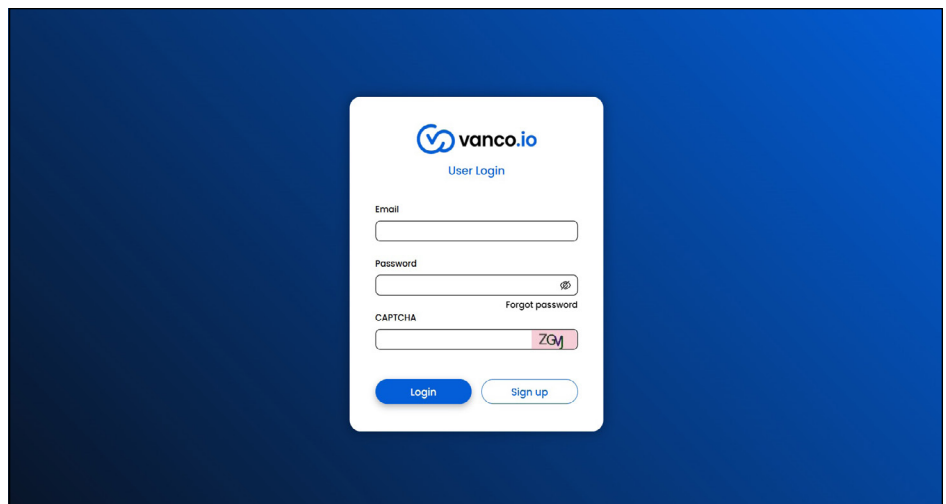 vanco.io
User Login
Email
Password
Forgot password
CAPTCHA
Login
Sign up